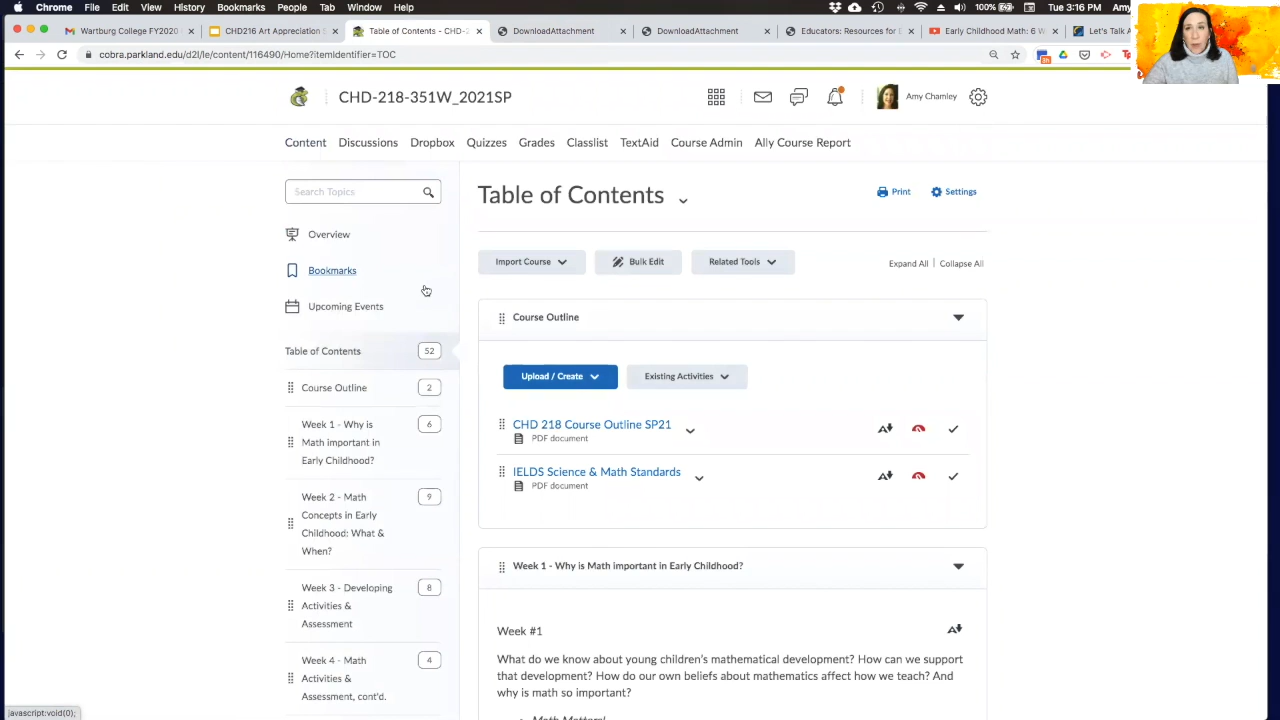 Chrome File Edit View History Bookmarks People Tab Window Help 100% Tue 3:16 PM Amy
Wartburg College FY2020 CHD216 Art Appreciation Table of Contents - CHD-2 DownloadAttachment DownloadAttachment Educators: Resources for Early Childhood Math: 6 W Let's Talk
cobra.parkland.edu/d2l/le/content/116490/Home?itemIdentifier=TOC
CHD-218-351W_2021SP
Amy Chamley
Content Discussions Dropbox Quizzes Grades Classlist TextAid Course Admin Ally Course Report
Search Topics
Overview
Bookmarks
Upcoming Events
Table of Contents 52
Course Outline 2
Week 1 - Why is 6
Math important in
Early Childhood?
Week 2 - Math 9
Concepts in Early
Childhood: What &
When?
Week 3 - Developing 8
Activities &
Assessment
Week 4 - Math 4
Activities &
Assessment, cont'd.
Table of Contents
Print Settings
Import Course Bulk Edit Related Tools
Expand All | Collapse All
Course Outline
Upload / Create Existing Activities
CHD 218 Course Outline SP21
PDF document
IELDS Science & Math Standards
PDF document
Week 1 - Why is Math important in Early Childhood?
Week #1
What do we know about young children's mathematical development? How can we support
that development? How do our own beliefs about mathematics affect how we teach? And
why is math so important?
Math Matters!
javascript:void(0);